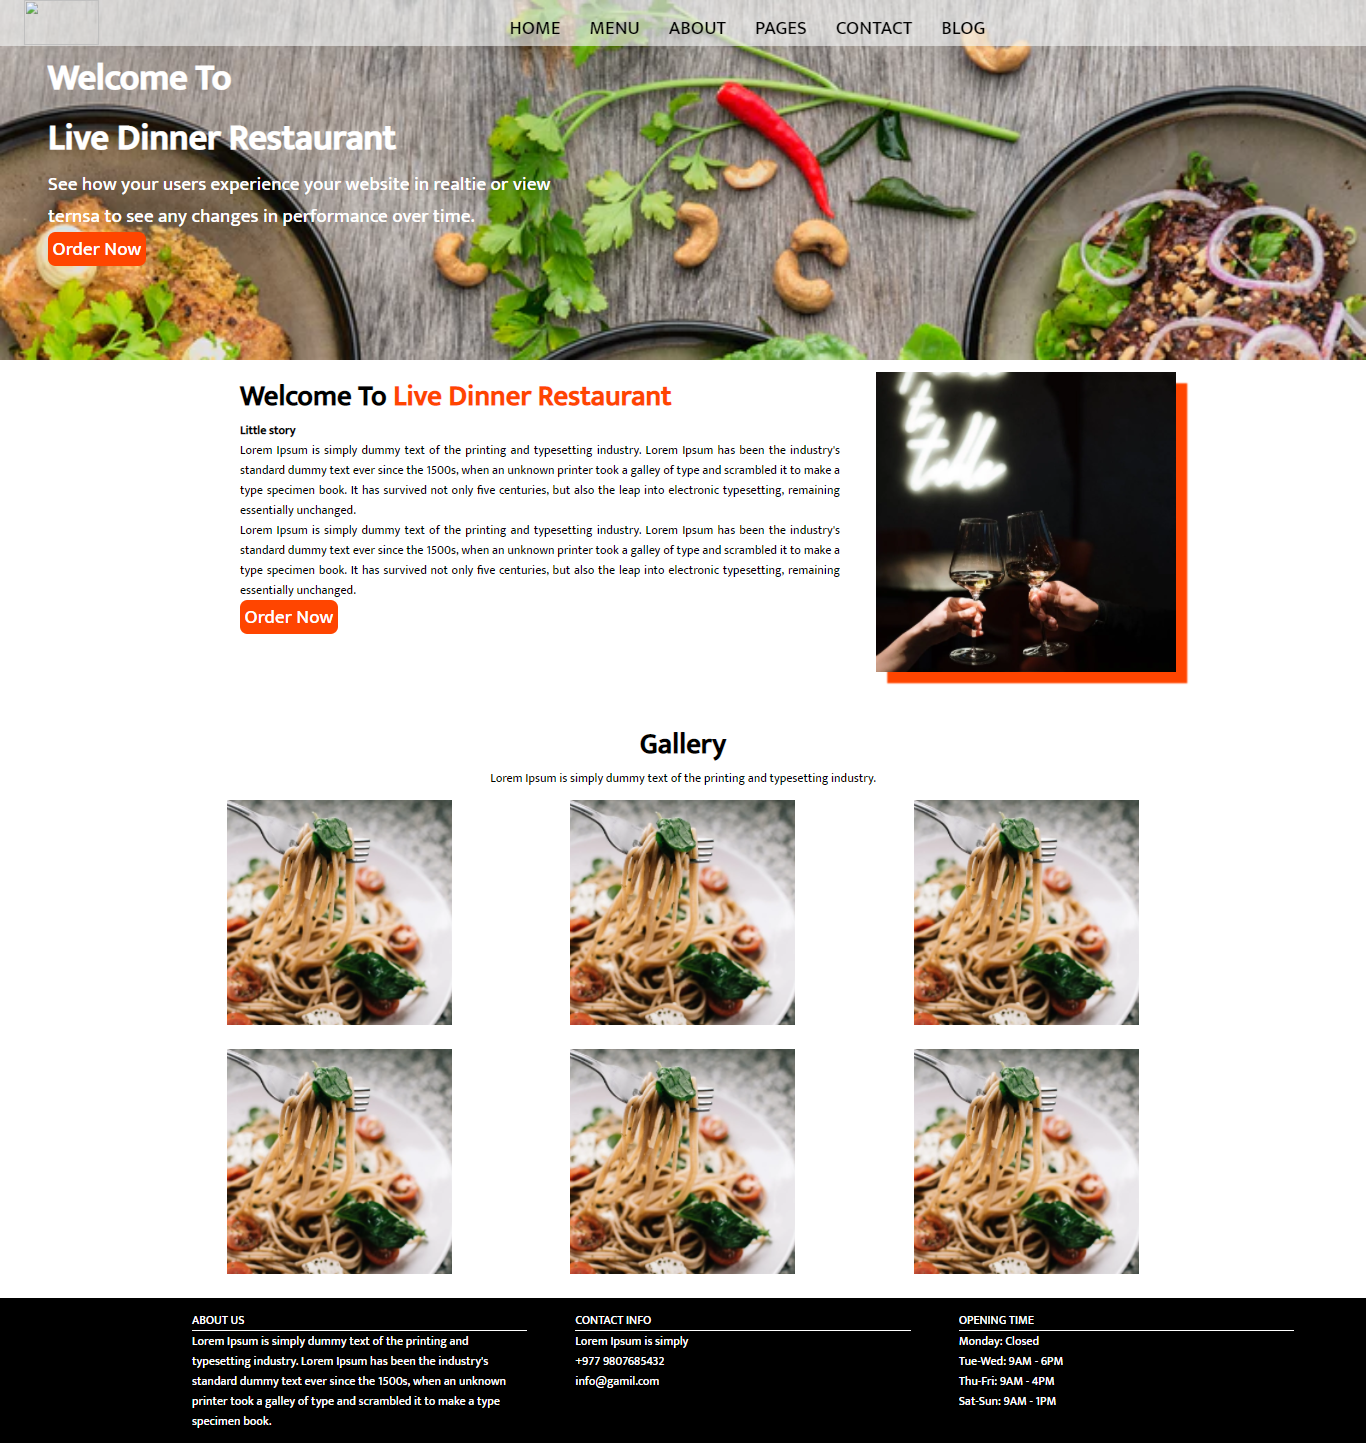 HOME MENU ABOUT PAGES CONTACT BLOG
Welcome To
Live Dinner Restaurant
See how your users experience your website in realtie or view
ternsa to see any changes in performance over time.
Order Now
Welcome To Live Dinner Restaurant
Little story
Lorem Ipsum is simply dummy text of the printing and typesetting industry. Lorem Ipsum has been the industry's
standard dummy text ever since the 1500s, when an unknown printer took a galley of type and scrambled it to make a
type specimen book. It has survived not only five centuries, but also the leap into electronic typesetting, remaining
essentially unchanged.
Lorem Ipsum is simply dummy text of the printing and typesetting industry. Lorem Ipsum has been the industry's
standard dummy text ever since the 1500s, when an unknown printer took a galley of type and scrambled it to make a
type specimen book. It has survived not only five centuries, but also the leap into electronic typesetting, remaining
essentially unchanged.
Order Now
Gallery
Lorem Ipsum is simply dummy text of the printing and typesetting industry.
ABOUT US
Lorem Ipsum is simply dummy text of the printing and
typesetting industry. Lorem Ipsum has been the industry's
standard dummy text ever since the 1500s, when an unknown
printer took a galley of type and scrambled it to make a type
specimen book.
CONTACT INFO
Lorem Ipsum is simply
+977 9807685432
info@gamil.com
OPENING TIME
Monday: Closed
Tue-Wed: 9AM - 6PM
Thu-Fri: 9AM - 4PM
Sat-Sun: 9AM - 1PM